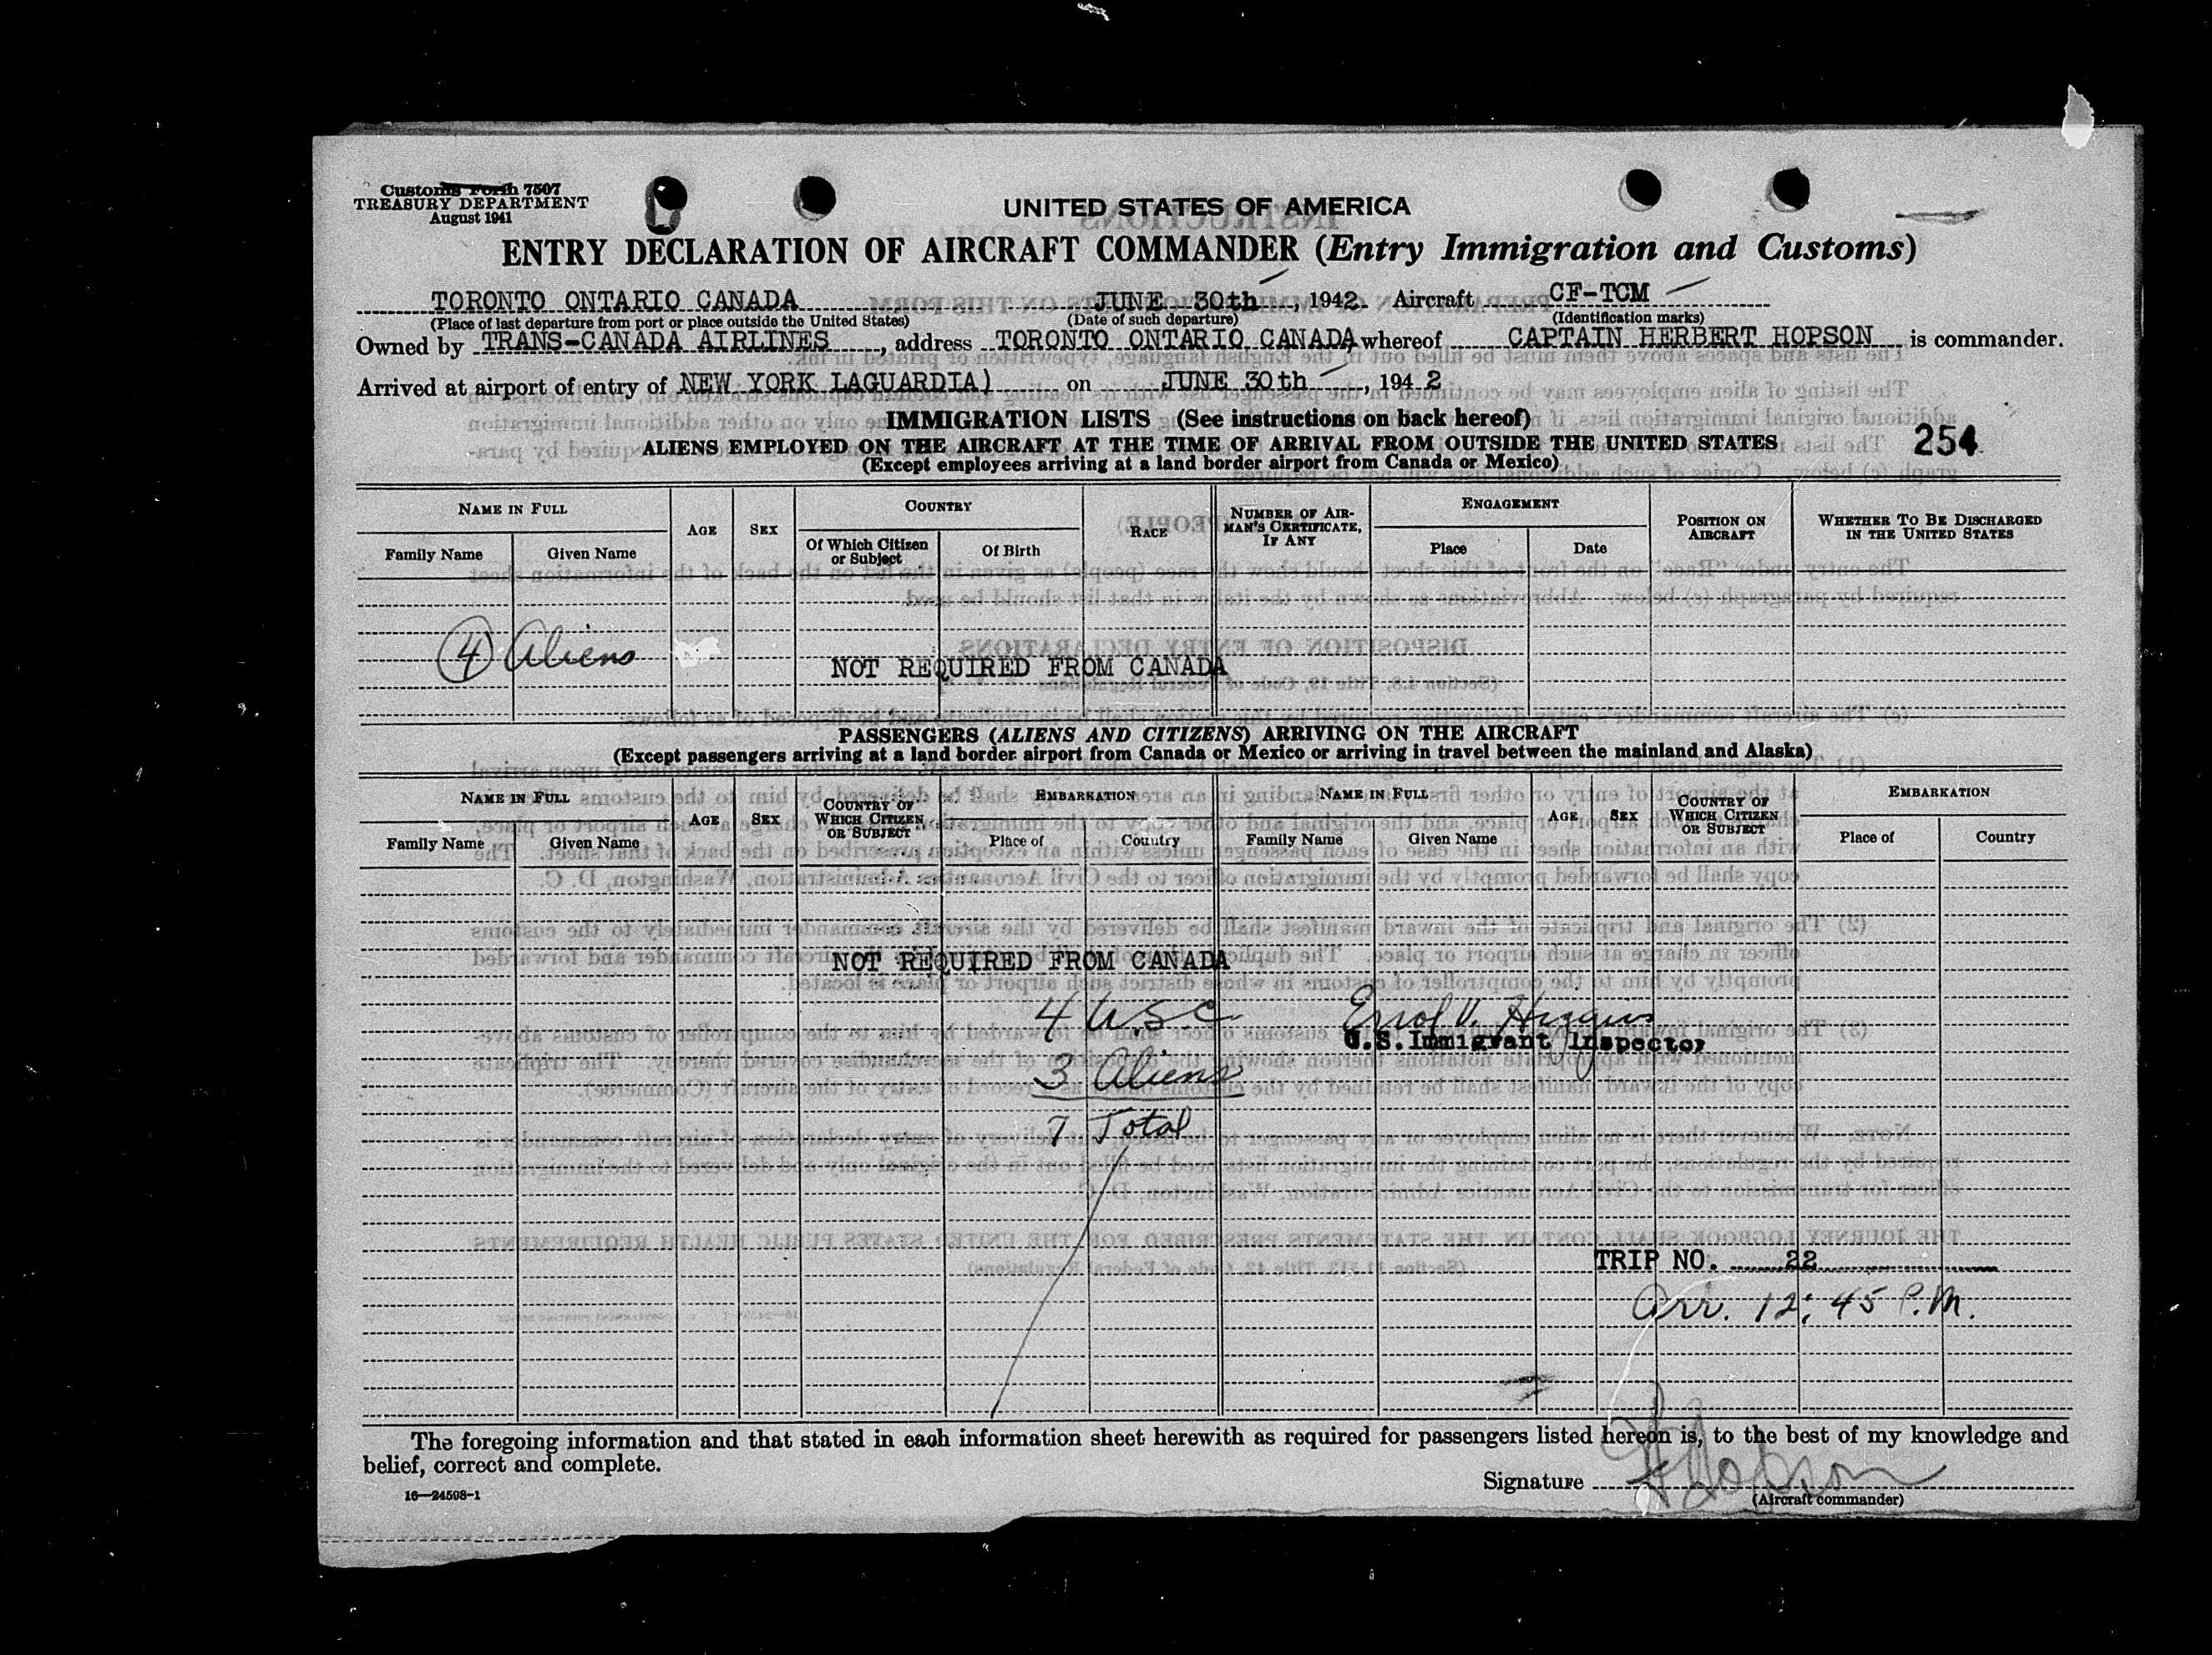 Customs Form 7507
TREASURY DEPARTMENT
August 1941
UNITED STATES OF AMERICA
ENTRY DECLARATION OF AIRCRAFT COMMANDER (Entry Immigration and Customs)
TORONTO ONTARIO CANADA JUNE 30th, 1942. Aircraft CF-TCM
(Place of last departure from port or place outside the United States) (Date of such departure) (Identification marks)
Owned by TRANS-CANADA AIRLINES, address TORONTO ONTARIO CANADA whereof CAPTAIN HERBERT HOPSON is commander.
Arrived at airport of entry of NEW YORK LAGUARDIA) on JUNE 30th, 1942
IMMIGRATION LISTS (See instructions on back hereof)
ALIENS EMPLOYED ON THE AIRCRAFT AT THE TIME OF ARRIVAL FROM OUTSIDE THE UNITED STATES 254
(Except employees arriving at a land border airport from Canada or Mexico)
NAME IN FULL AGE SEX COUNTRY RACE NUMBER OF AIRMAN'S CERTIFICATE, IF ANY ENGAGEMENT POSITION ON AIRCRAFT WHETHER TO BE DISCHARGED IN THE UNITED STATES
Family Name Given Name Of Which Citizen or Subject Of Birth Place Date
4 Aliens
NOT REQUIRED FROM CANADA
PASSENGERS (ALIENS AND CITIZENS) ARRIVING ON THE AIRCRAFT
(Except passengers arriving at a land border airport from Canada or Mexico or arriving in travel between the mainland and Alaska)
NAME IN FULL AGE SEX COUNTRY OF WHICH CITIZEN OR SUBJECT EMBARKATION NAME IN FULL AGE SEX COUNTRY OF WHICH CITIZEN OR SUBJECT EMBARKATION
Family Name Given Name Place of Country Family Name Given Name Place of Country
NOT REQUIRED FROM CANADA
4 U.S.C. Errol V. Higgins
U.S. Immigrant Inspector
3 Aliens
7 Total
TRIP NO. 22
Arr. 12:45 P.M.
The foregoing information and that stated in each information sheet herewith as required for passengers listed hereon is, to the best of my knowledge and
belief, correct and complete.
Signature H Hopson
16—24598-1 (Aircraft commander)